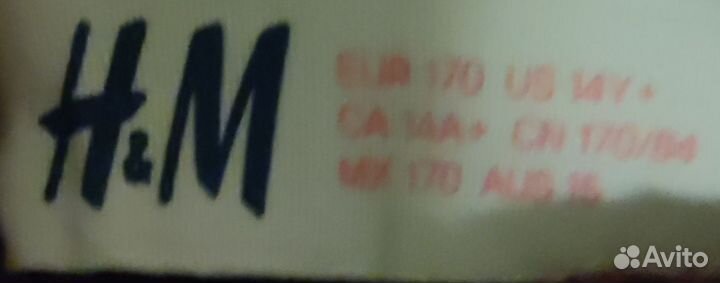 H&M
EUR 170 US 14Y+
CA 14A+ CN 170/84
MX 170 AUS 16
Avito